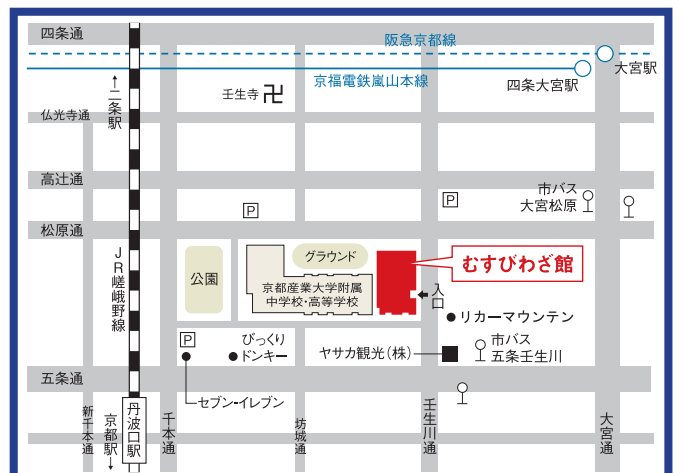 四条通
阪急京都線
大宮駅
京福電鉄嵐山本線
四条大宮駅
↑二条駅
壬生寺
仏光寺通
高辻通
P
P
市バス
大宮松原
松原通
JR嵯峨野線
公園
グラウンド
京都産業大学附属
中学校・高等学校
むすびわざ館
入口
リカーマウンテン
P
びっくり
ドンキー
ヤサカ観光(株)
市バス
五条壬生川
五条通
セブン-イレブン
新千本通
京都駅↓
丹波口駅
千本通
坊城通
壬生川通
大宮通